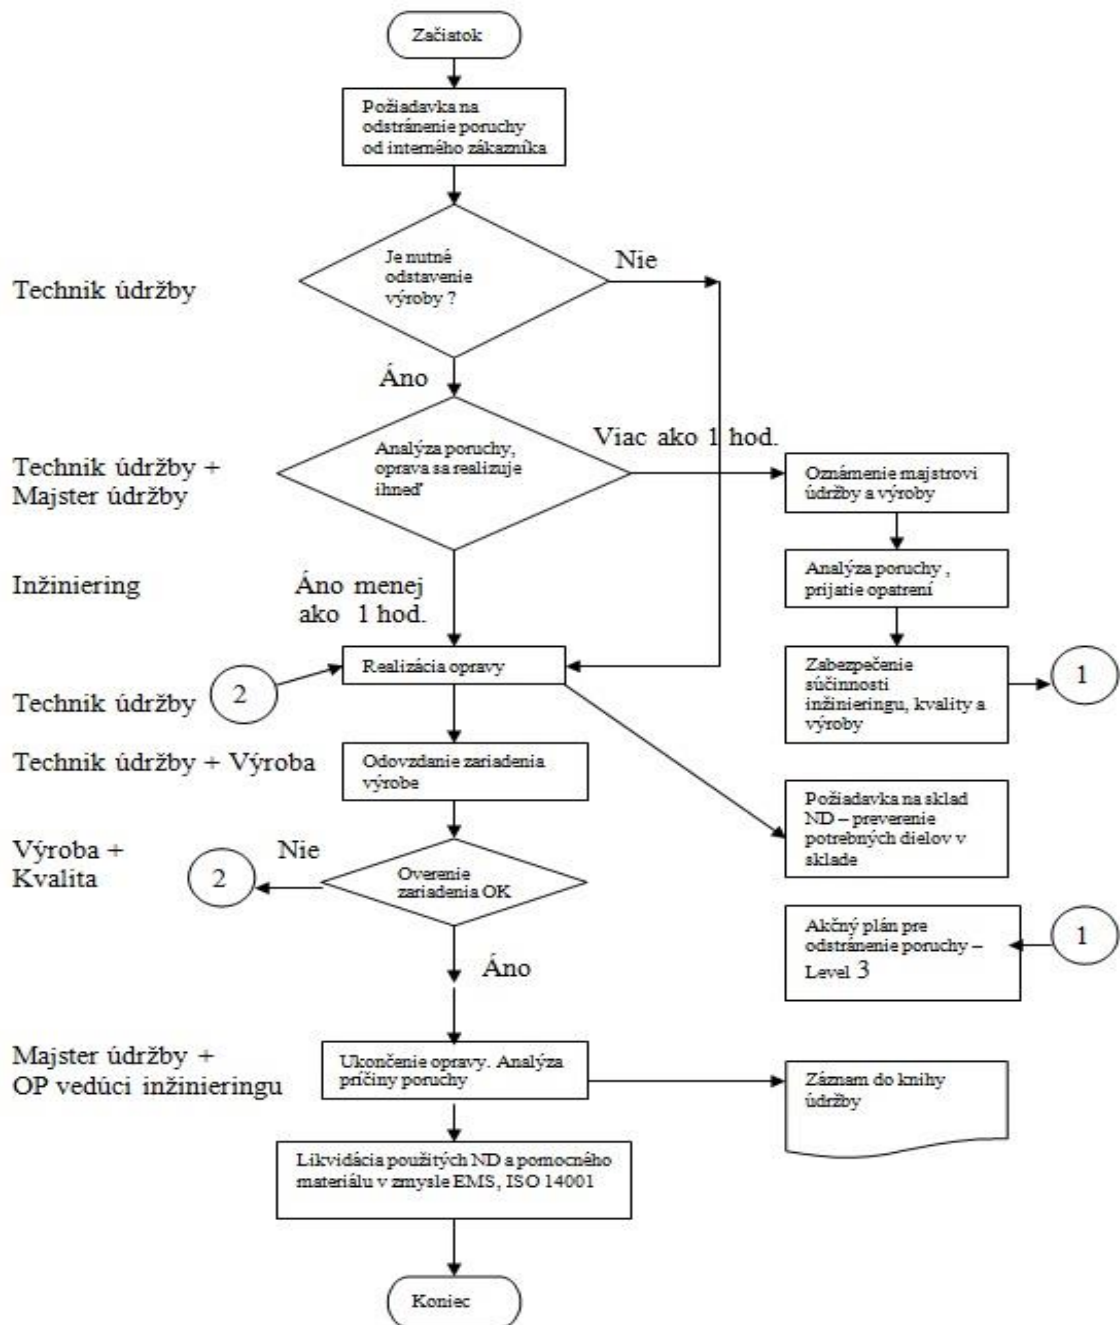 Začiatok
Požiadavka na
odstránenie poruchy
od interného zákazníka
Je nutné
odstavenie
výroby ?
Nie
Technik údržby
Áno
Viac ako 1 hod.
Analýza poruchy,
oprava sa realizuje
ihneď
Technik údržby +
Majster údržby
Oznámenie majstrovi
údržby a výroby
Inžiniering
Áno menej
ako 1 hod.
Analýza poruchy ,
prijatie opatrení
Realizácia opravy
2
Technik údržby
Zabezpečenie
súčinnosti
inžinieringu, kvality a
výroby
1
Technik údržby + Výroba
Odovzdanie zariadenia
výrobe
Požiadavka na sklad
ND – preverenie
potrebných dielov v
sklade
Výroba +
Kvalita
Nie
2
Overenie
zariadenia OK
Akčný plán pre
odstránenie poruchy –
Level 3
1
Áno
Majster údržby +
OP vedúci inžinieringu
Ukončenie opravy. Analýza
príčiny poruchy
Záznam do knihy
údržby
Likvidácia použitých ND a pomocného
materiálu v zmysle EMS, ISO 14001
Koniec